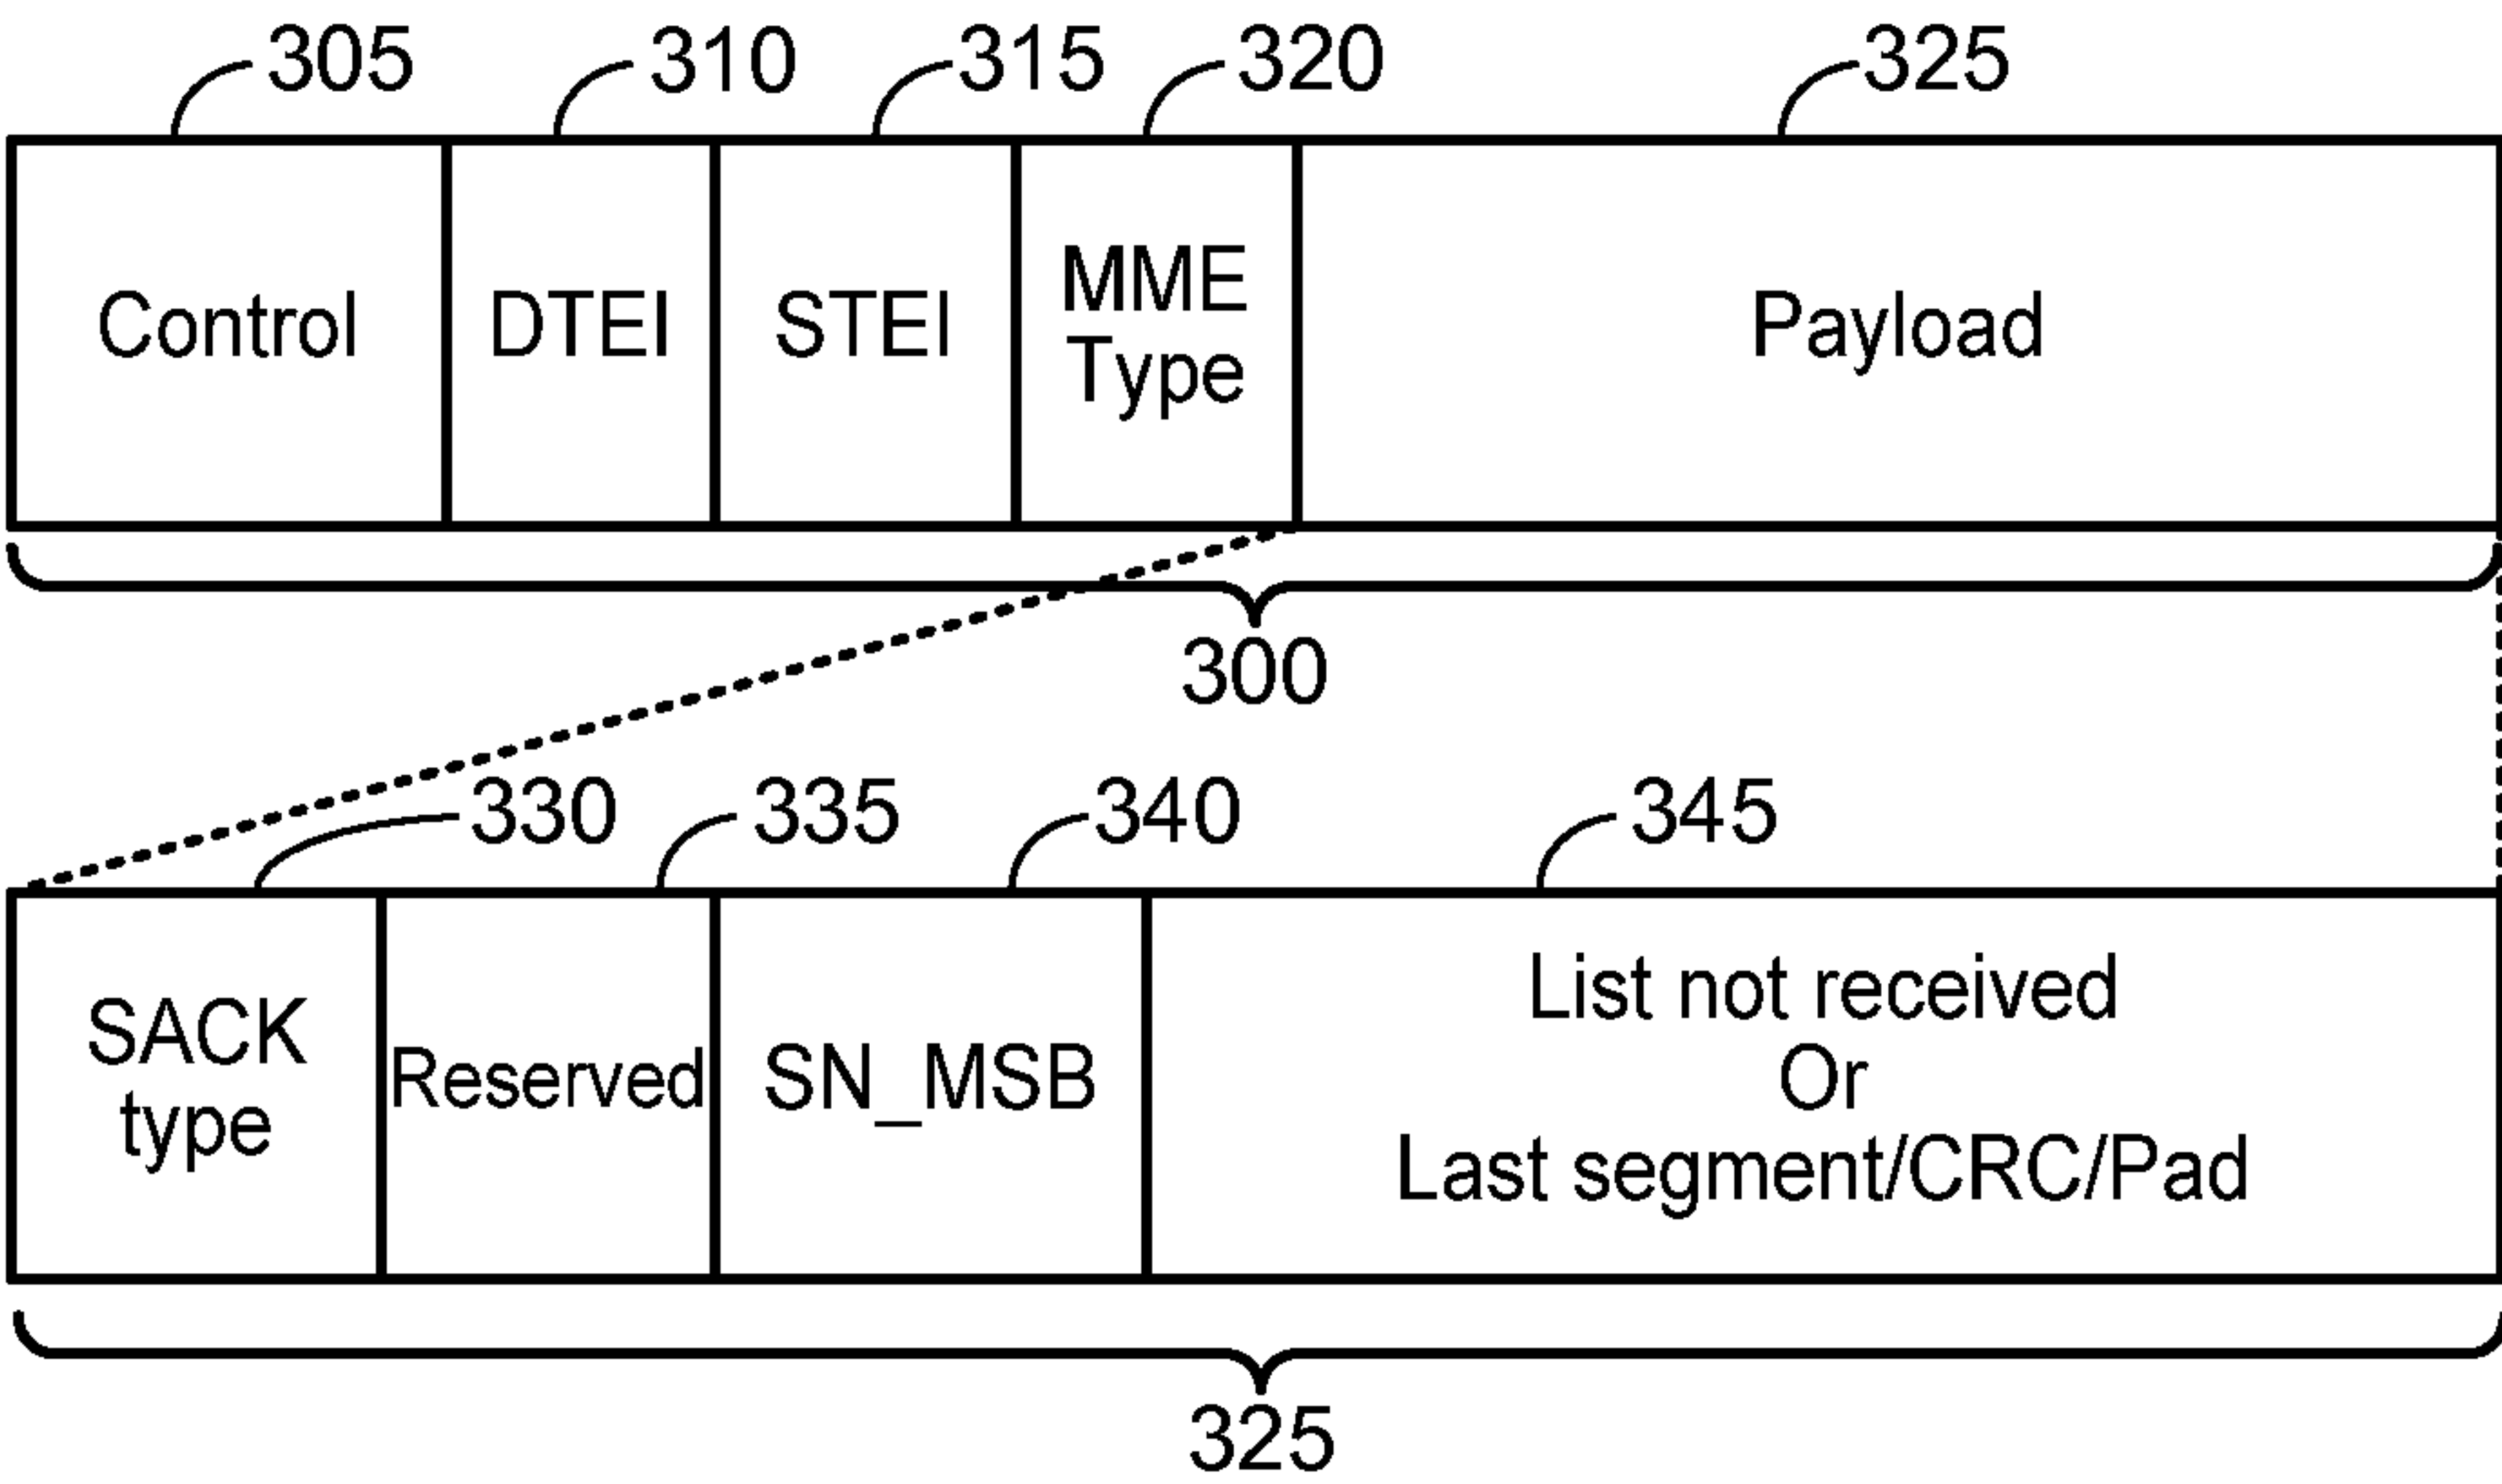 305 310 315 320 325
Control DTEI STEI MME Type Payload
300
330 335 340 345
SACK type Reserved SN_MSB List not received
Or
Last segment/CRC/Pad
325